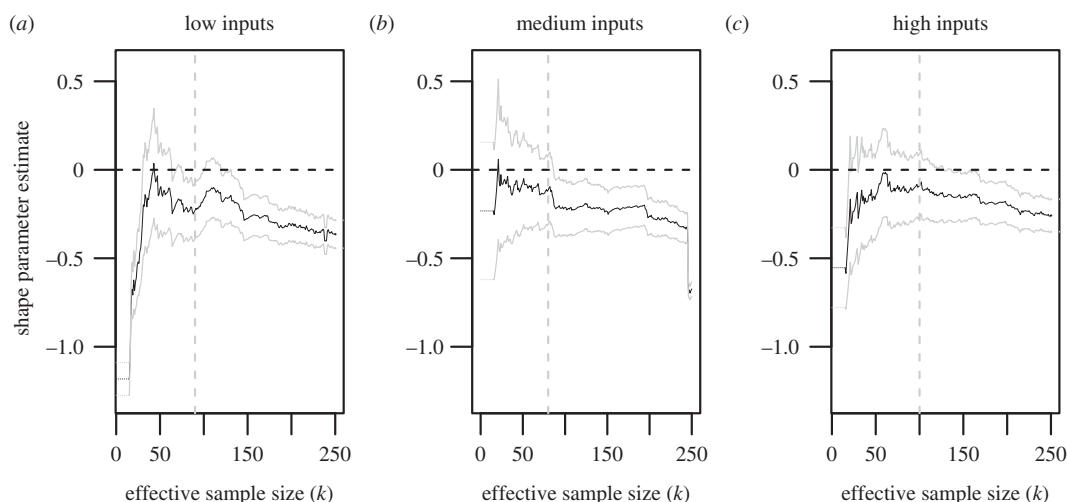 (a) low inputs (b) medium inputs (c) high inputs
shape parameter estimate
0.5
0
−0.5
−1.0
0 50 150 250
effective sample size (k)
0.5
0
−0.5
−1.0
0 50 150 250
effective sample size (k)
0.5
0
−0.5
−1.0
0 50 150 250
effective sample size (k)